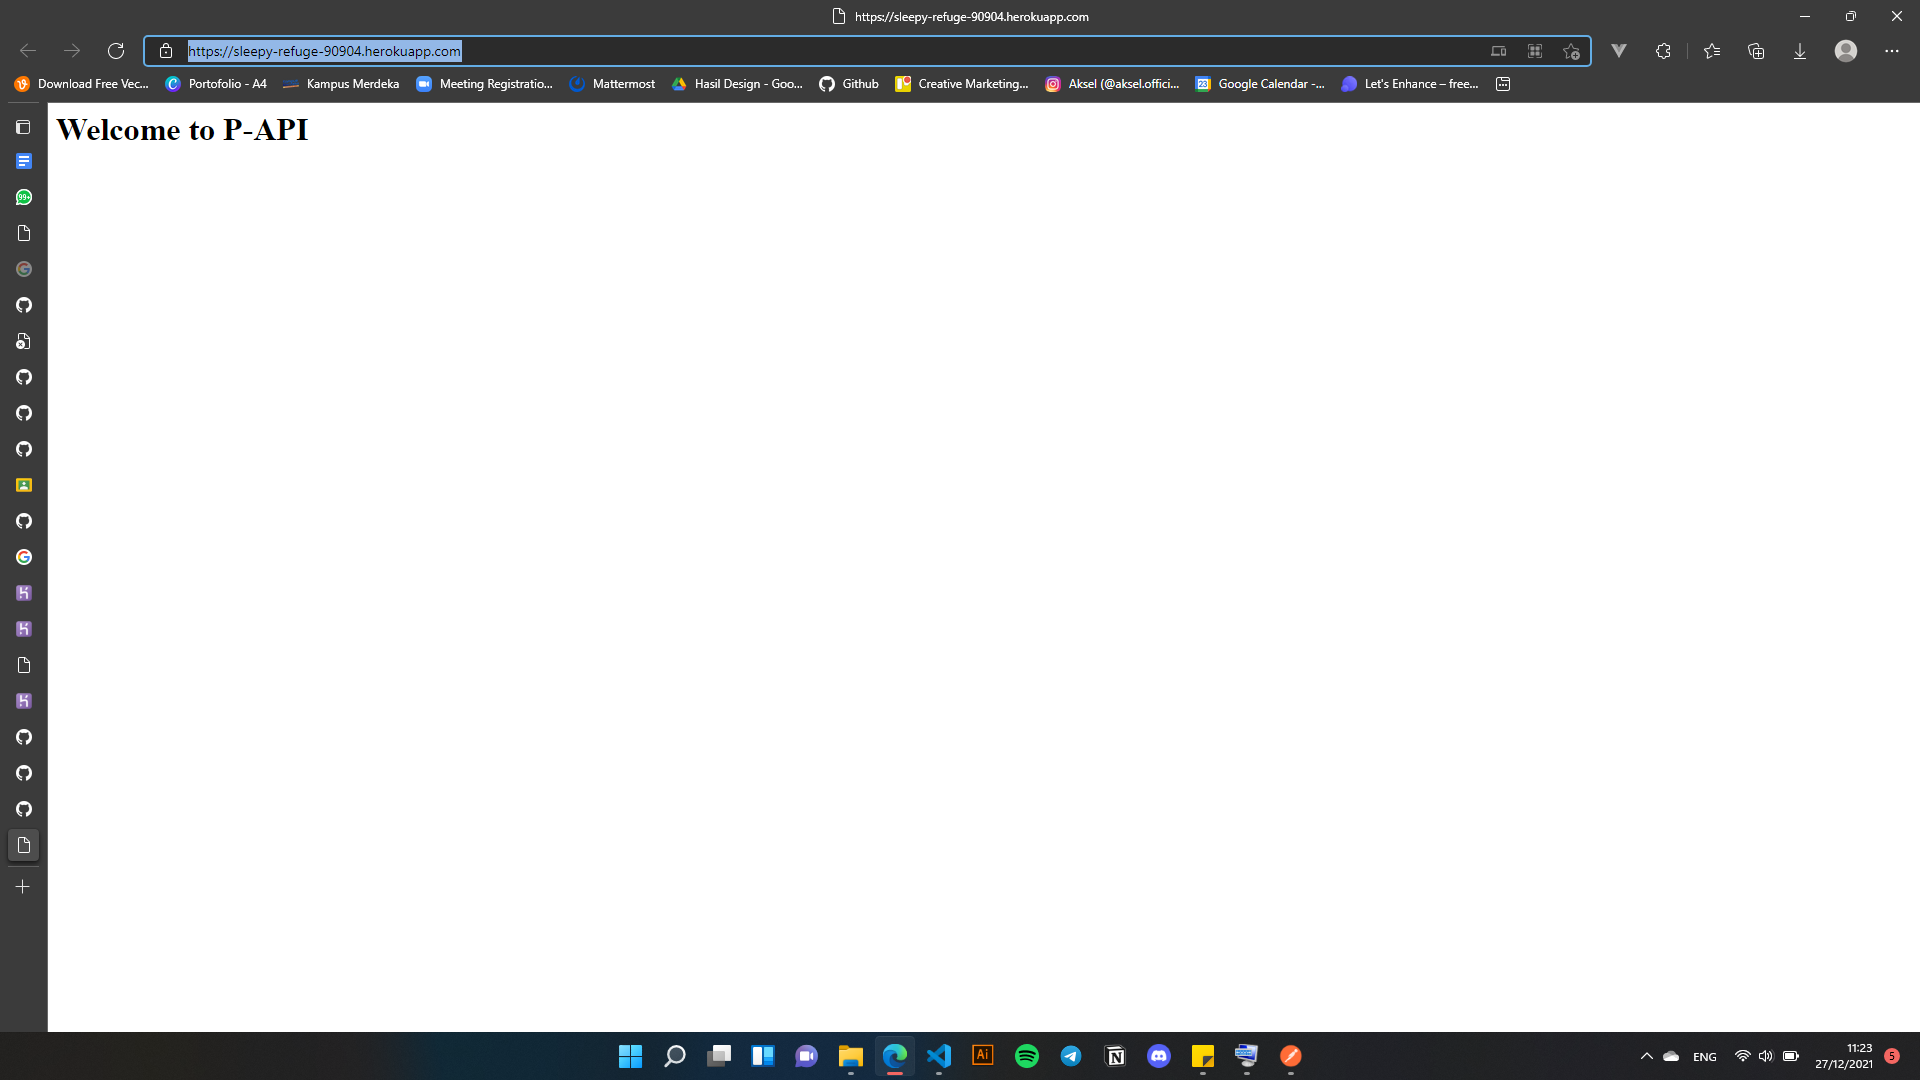 https://sleepy-refuge-90904.herokuapp.com
https://sleepy-refuge-90904.herokuapp.com
Download Free Vec... Portofolio - A4 Kampus Merdeka Meeting Registratio... Mattermost Hasil Design - Goo... Github Creative Marketing... Aksel (@aksel.offici... Google Calendar -... Let's Enhance – free...
Welcome to P-API
99+
23
Ai
ENG
11:23
27/12/2021
5